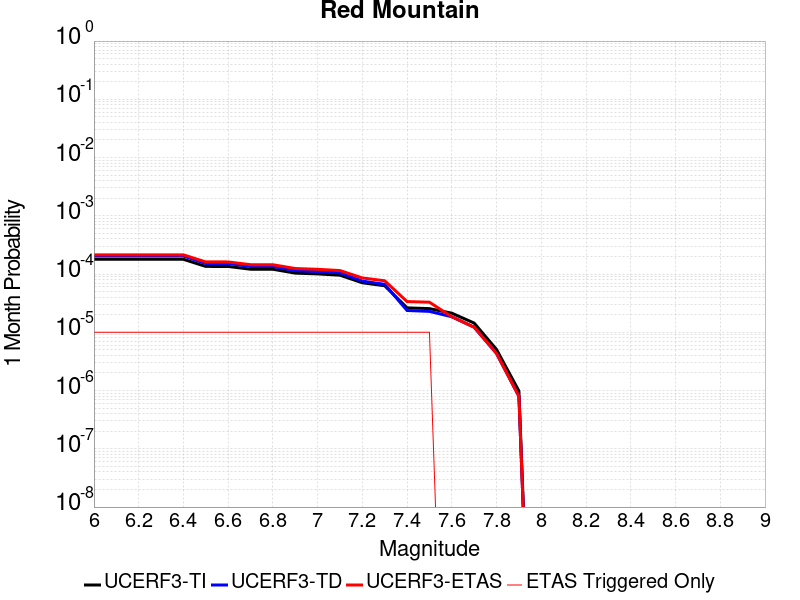 Red Mountain
10^0
10^-1
10^-2
10^-3
10^-4
10^-5
10^-6
10^-7
10^-8
1 Month Probability
6 6.2 6.4 6.6 6.8 7 7.2 7.4 7.6 7.8 8 8.2 8.4 8.6 8.8 9
Magnitude
UCERF3-TI UCERF3-TD UCERF3-ETAS ETAS Triggered Only